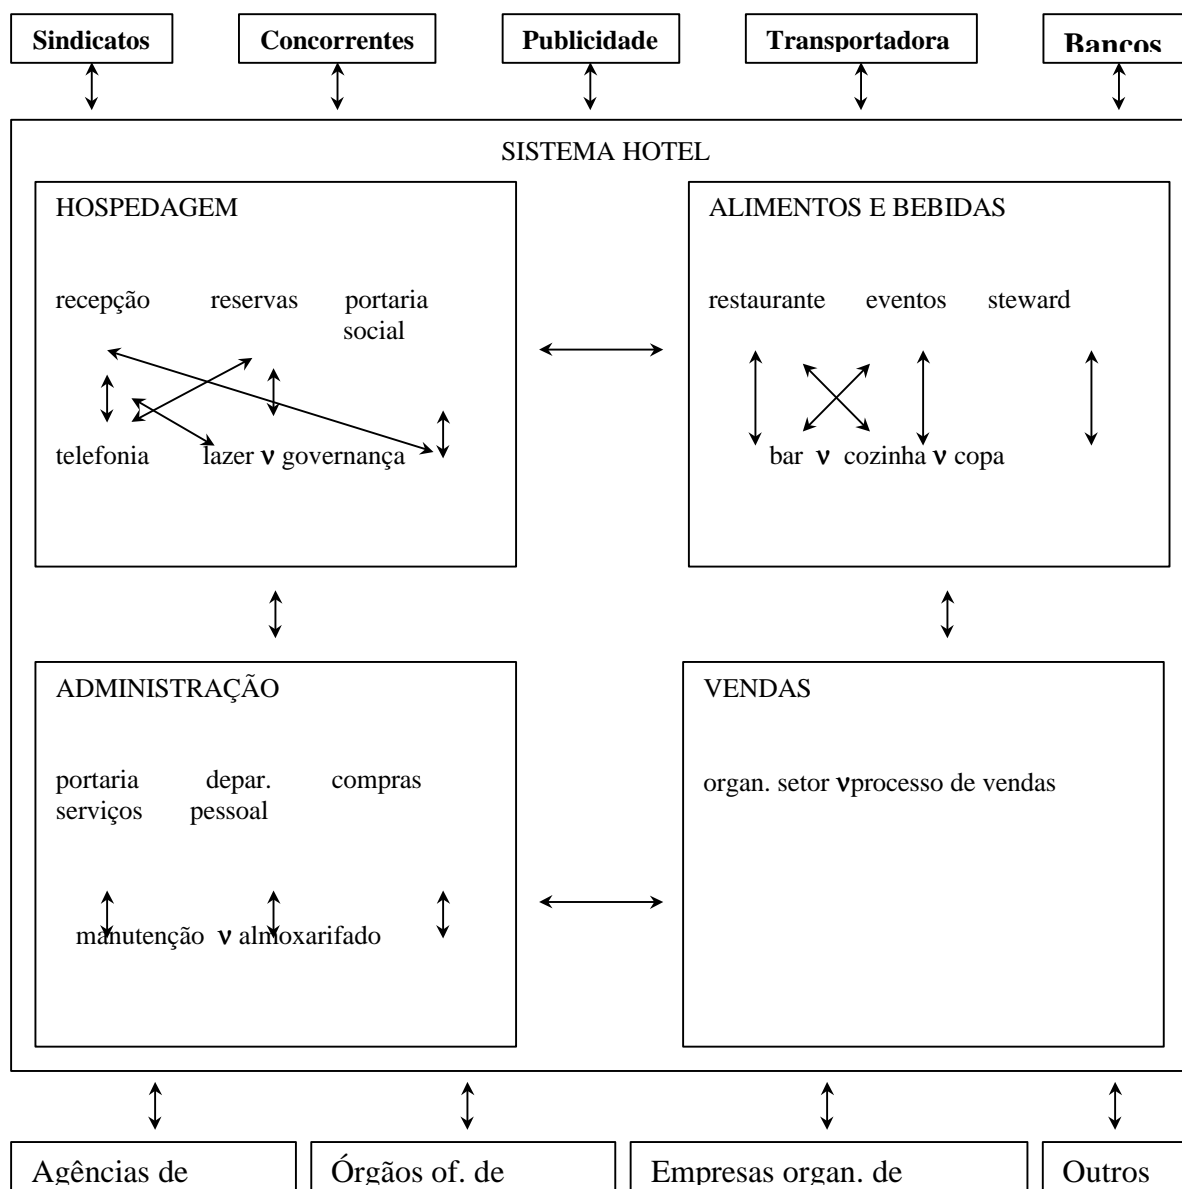 Sindicatos Concorrentes Publicidade Transportadora Bancos
SISTEMA HOTEL
HOSPEDAGEM
recepção reservas portaria
social
telefonia lazer ν governança
ALIMENTOS E BEBIDAS
restaurante eventos steward
bar ν cozinha ν copa
ADMINISTRAÇÃO
portaria depar. compras
serviços pessoal
manutenção ν almoxarifado
VENDAS
organ. setor νprocesso de vendas
Agências de Órgãos of. de Empresas organ. de Outros